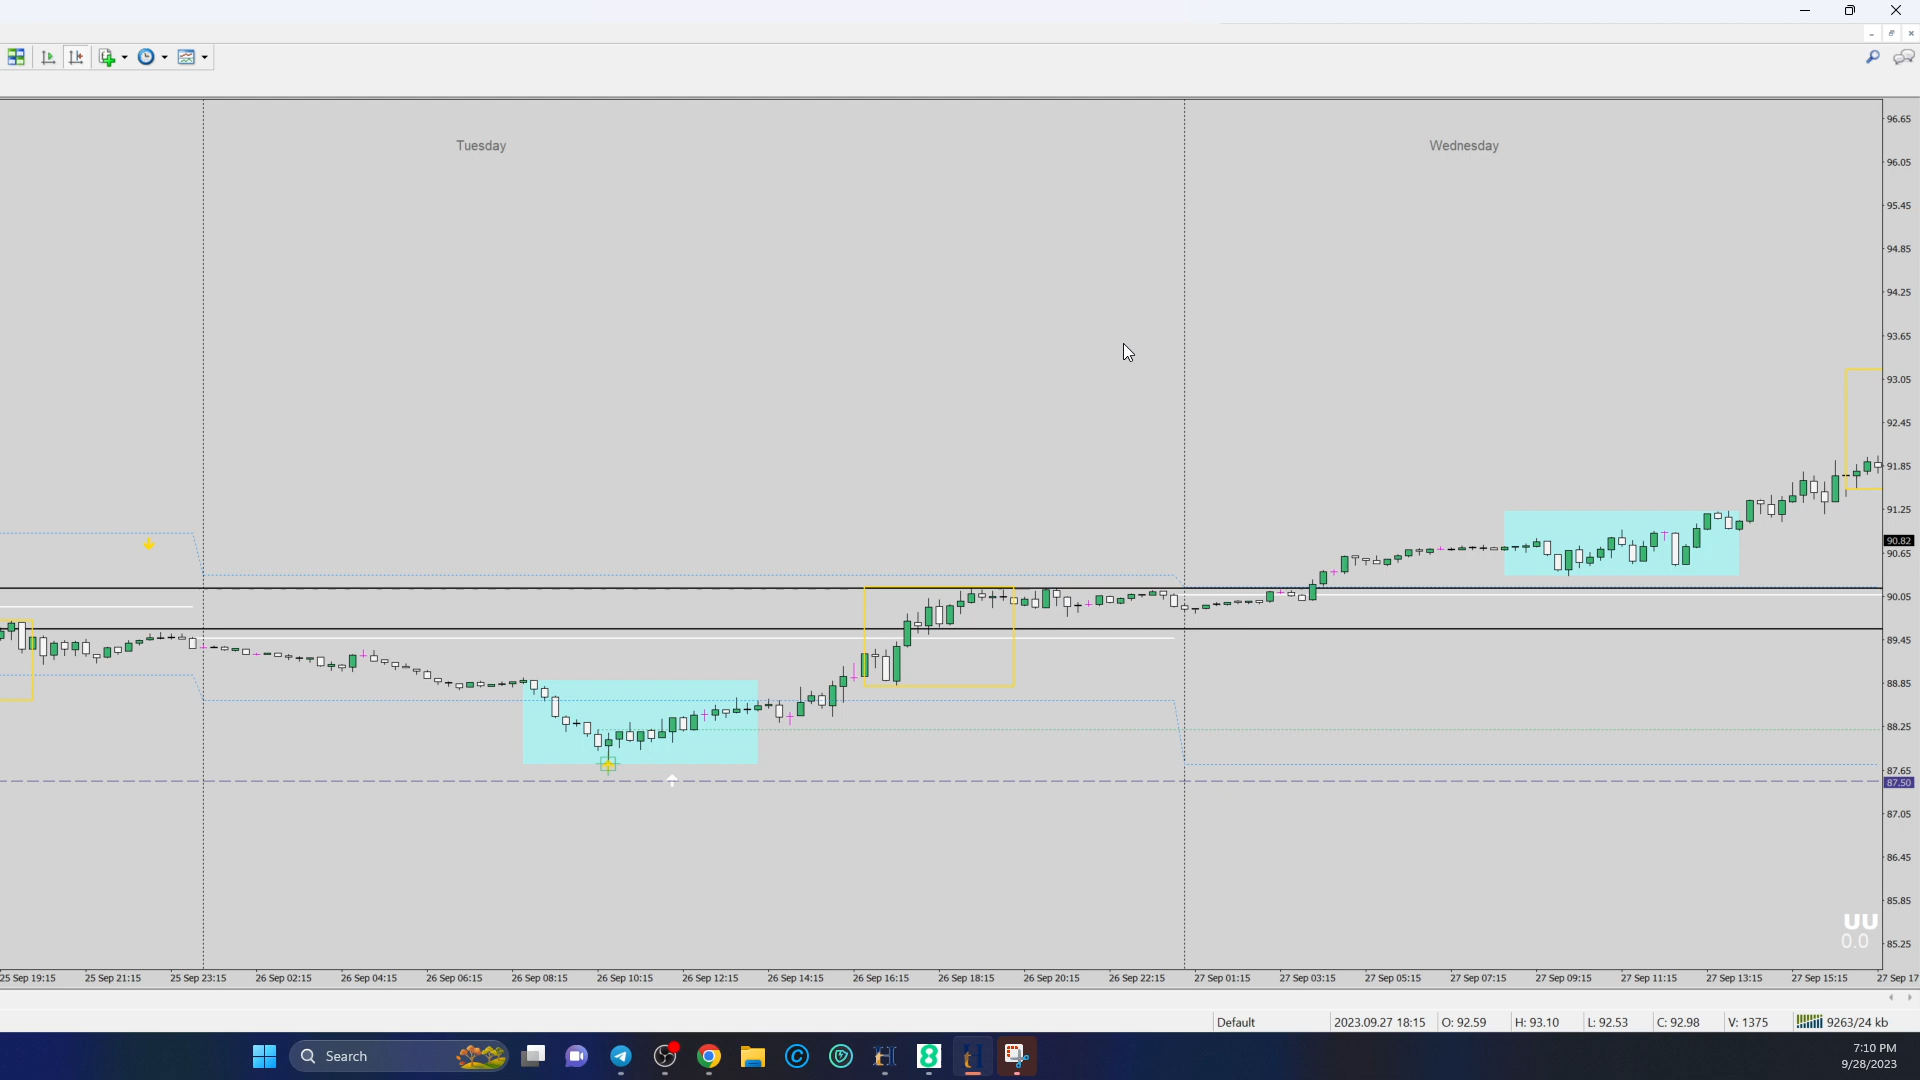 Tuesday
Wednesday
96.65
96.05
95.45
94.85
94.25
93.65
93.05
92.45
91.85
91.25
90.82
90.65
90.05
89.45
88.85
88.25
87.65
87.50
87.05
86.45
85.85
85.25
UU
0.0
25 Sep 19:15
25 Sep 21:15
25 Sep 23:15
26 Sep 02:15
26 Sep 04:15
26 Sep 06:15
26 Sep 08:15
26 Sep 10:15
26 Sep 12:15
26 Sep 14:15
26 Sep 16:15
26 Sep 18:15
26 Sep 20:15
26 Sep 22:15
27 Sep 01:15
27 Sep 03:15
27 Sep 05:15
27 Sep 07:15
27 Sep 09:15
27 Sep 11:15
27 Sep 13:15
27 Sep 15:15
27 Sep 17
Default
2023.09.27 18:15
O: 92.59
H: 93.10
L: 92.53
C: 92.98
V: 1375
9263/24 kb
Search
7:10 PM
9/28/2023